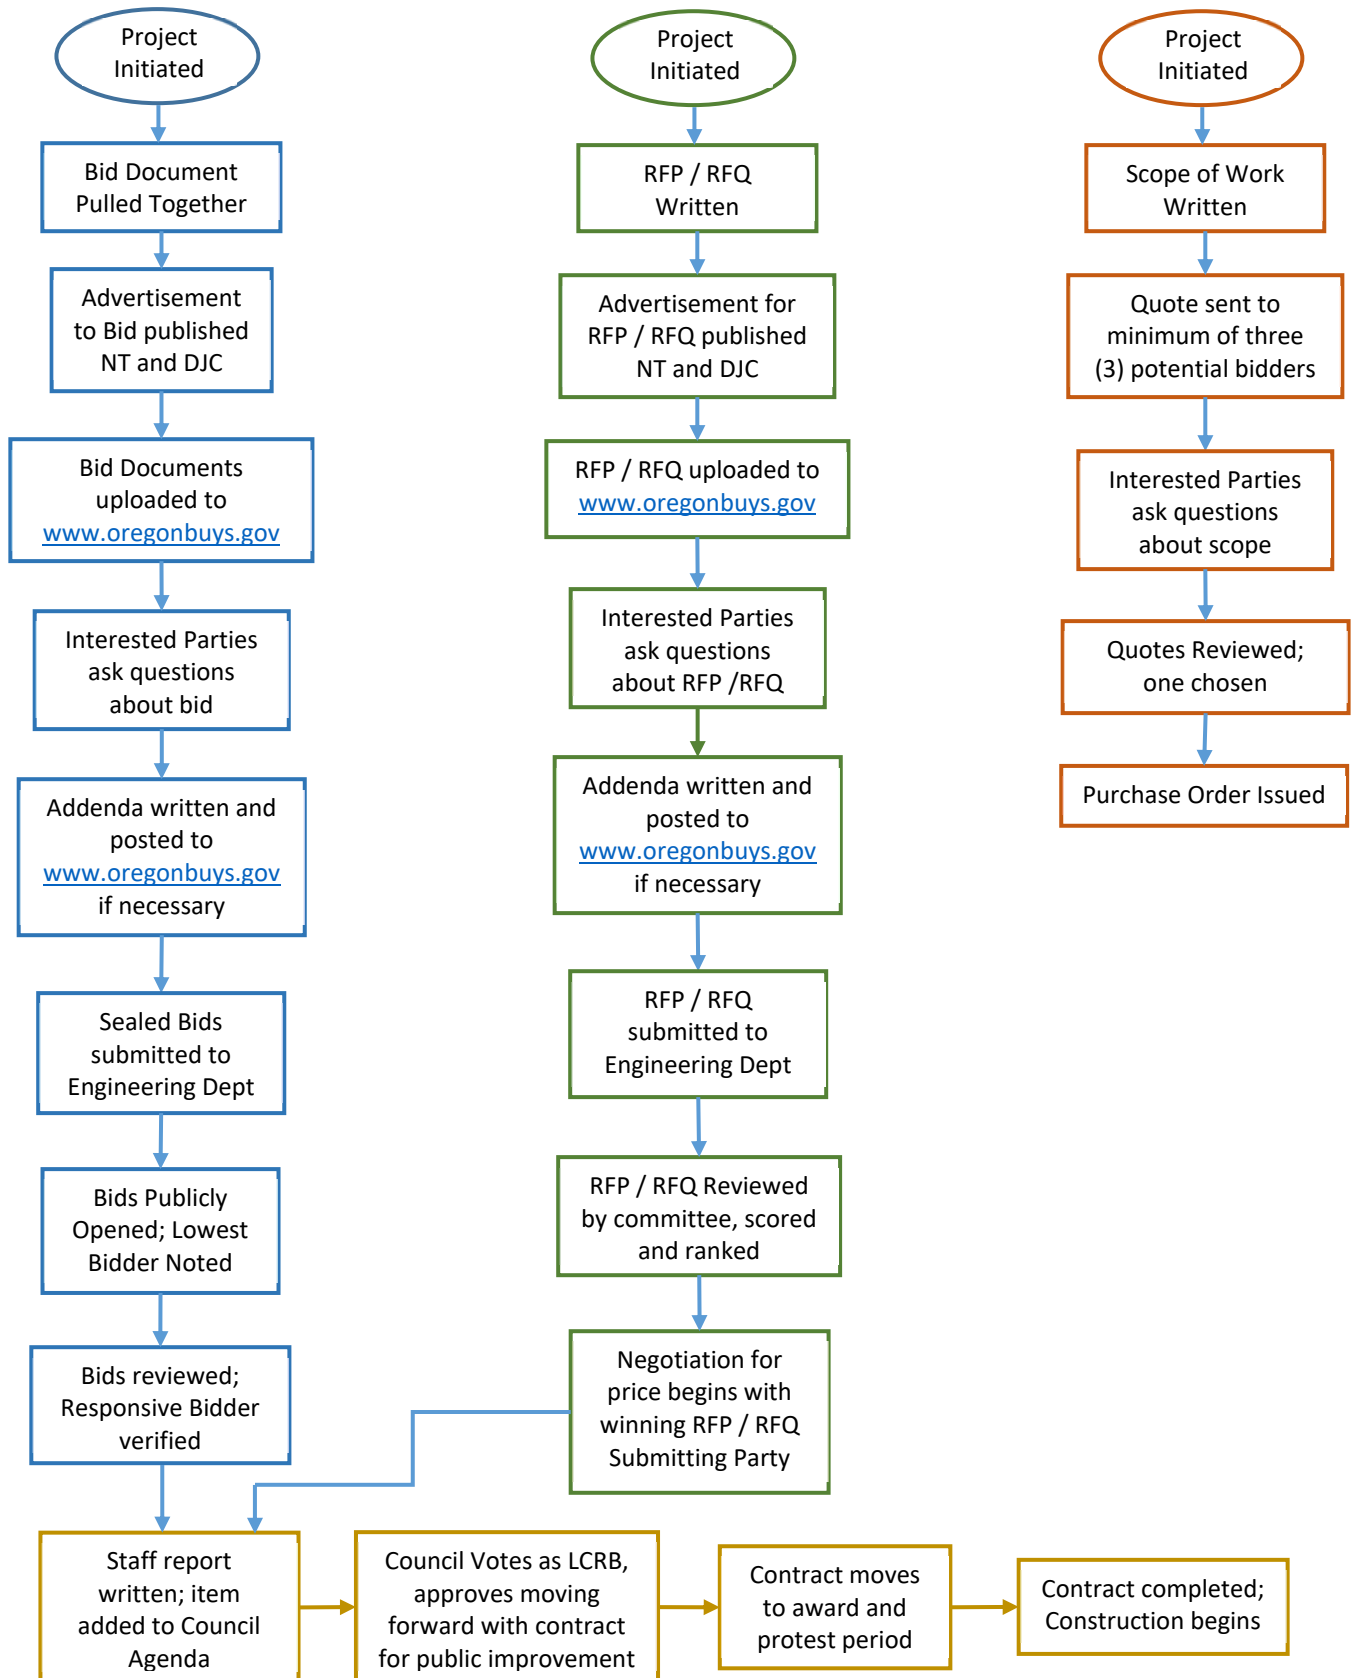 Project
Initiated
Bid Document
Pulled Together
Advertisement
to Bid published
NT and DJC
Bid Documents
uploaded to
www.oregonbuys.gov
Interested Parties
ask questions
about bid
Addenda written and
posted to
www.oregonbuys.gov
if necessary
Sealed Bids
submitted to
Engineering Dept
Bids Publicly
Opened; Lowest
Bidder Noted
Bids reviewed;
Responsive Bidder
verified
Project
Initiated
RFP / RFQ
Written
Advertisement for
RFP / RFQ published
NT and DJC
RFP / RFQ uploaded to
www.oregonbuys.gov
Interested Parties
ask questions
about RFP /RFQ
Addenda written and
posted to
www.oregonbuys.gov
if necessary
RFP / RFQ
submitted to
Engineering Dept
RFP / RFQ Reviewed
by committee, scored
and ranked
Negotiation for
price begins with
winning RFP / RFQ
Submitting Party
Project
Initiated
Scope of Work
Written
Quote sent to
minimum of three
(3) potential bidders
Interested Parties
ask questions
about scope
Quotes Reviewed;
one chosen
Purchase Order Issued
Staff report
written; item
added to Council
Agenda
Council Votes as LCRB,
approves moving
forward with contract
for public improvement
Contract moves
to award and
protest period
Contract completed;
Construction begins